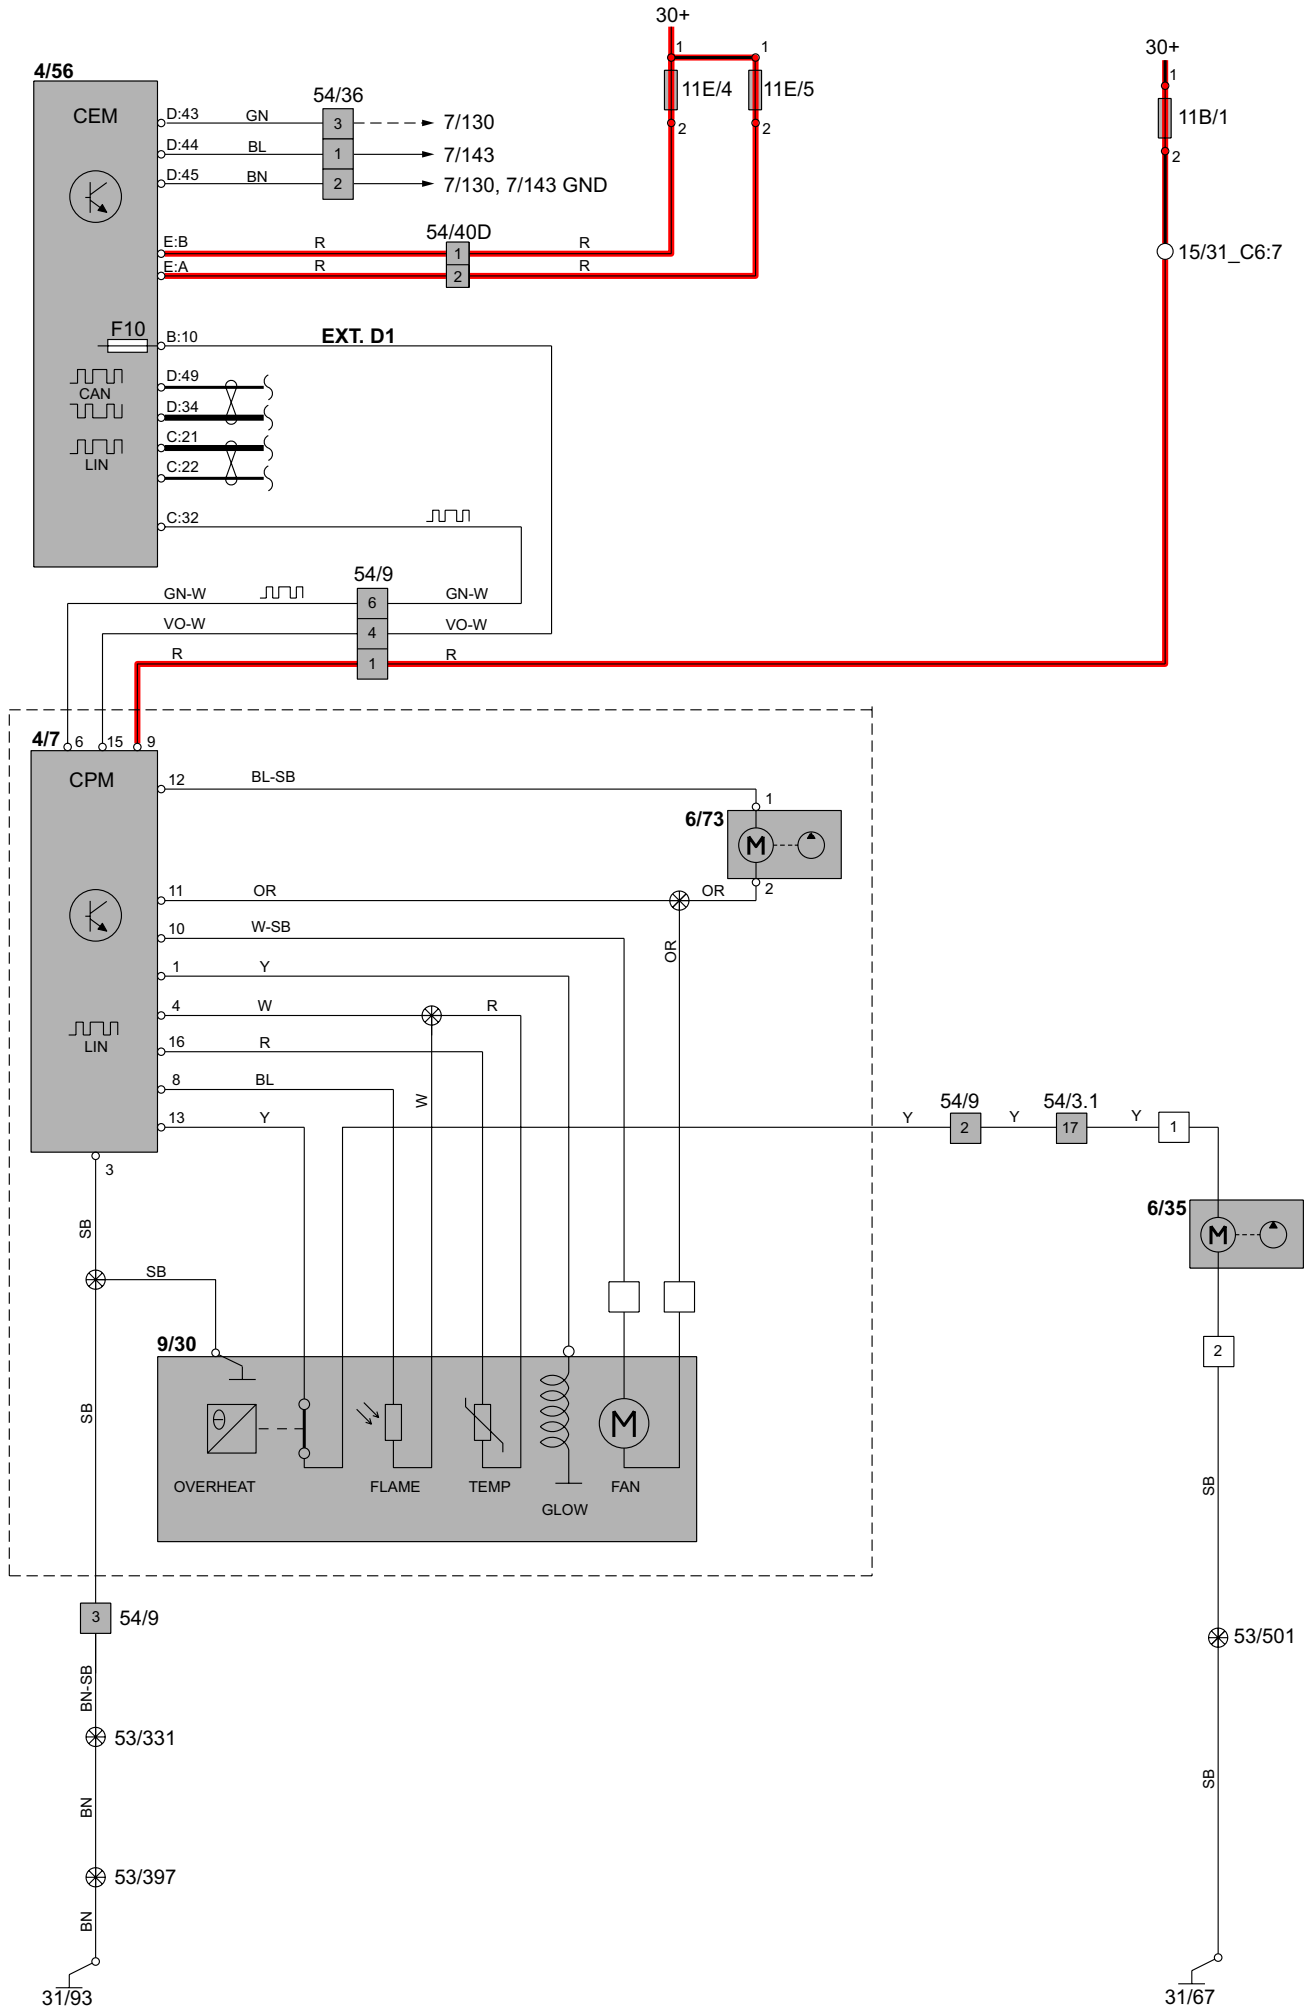 30+
30+
4/56
CEM
54/36
D:43 GN 3 7/130
D:44 BL 1 7/143
D:45 BN 2 7/130, 7/143 GND
1 1
11E/4 11E/5
2 2
1
11B/1
2
15/31_C6:7
54/40D
E:B R 1 R
E:A R 2 R
F10 B:10 EXT. D1
CAN
D:49
D:34
C:21
LIN
C:22
C:32
54/9
GN-W 6 GN-W
VO-W 4 VO-W
R 1 R
4/7 6 15 9
CPM
12 BL-SB 1
6/73
M
2
11 OR OR
10 W-SB
OR
1 Y
4 W R
16 R
LIN
8 BL
W
13 Y
Y 54/9 2 Y 54/3.1 17 Y 1
3
6/35
M
SB
SB
2
9/30
SB
Θ
M
OVERHEAT FLAME TEMP GLOW FAN
SB
3 54/9
53/501
BN-SB
53/331
SB
BN
53/397
BN
31/93
31/67